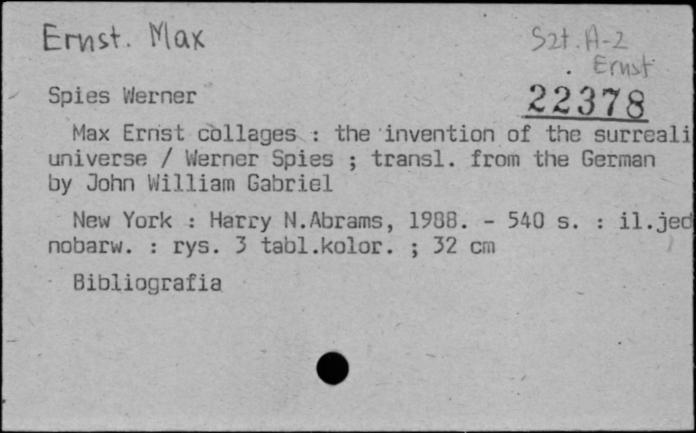 Ernst. Max
Szt. A-2
Ernst
22378
Spies Werner
Max Ernst collages : the invention of the surreali
universe / Werner Spies ; transl. from the German
by John William Gabriel
New York : Harry N.Abrams, 1988. - 540 s. : il.jed
nobarw. : rys. 3 tabl.kolor. ; 32 cm
Bibliografia